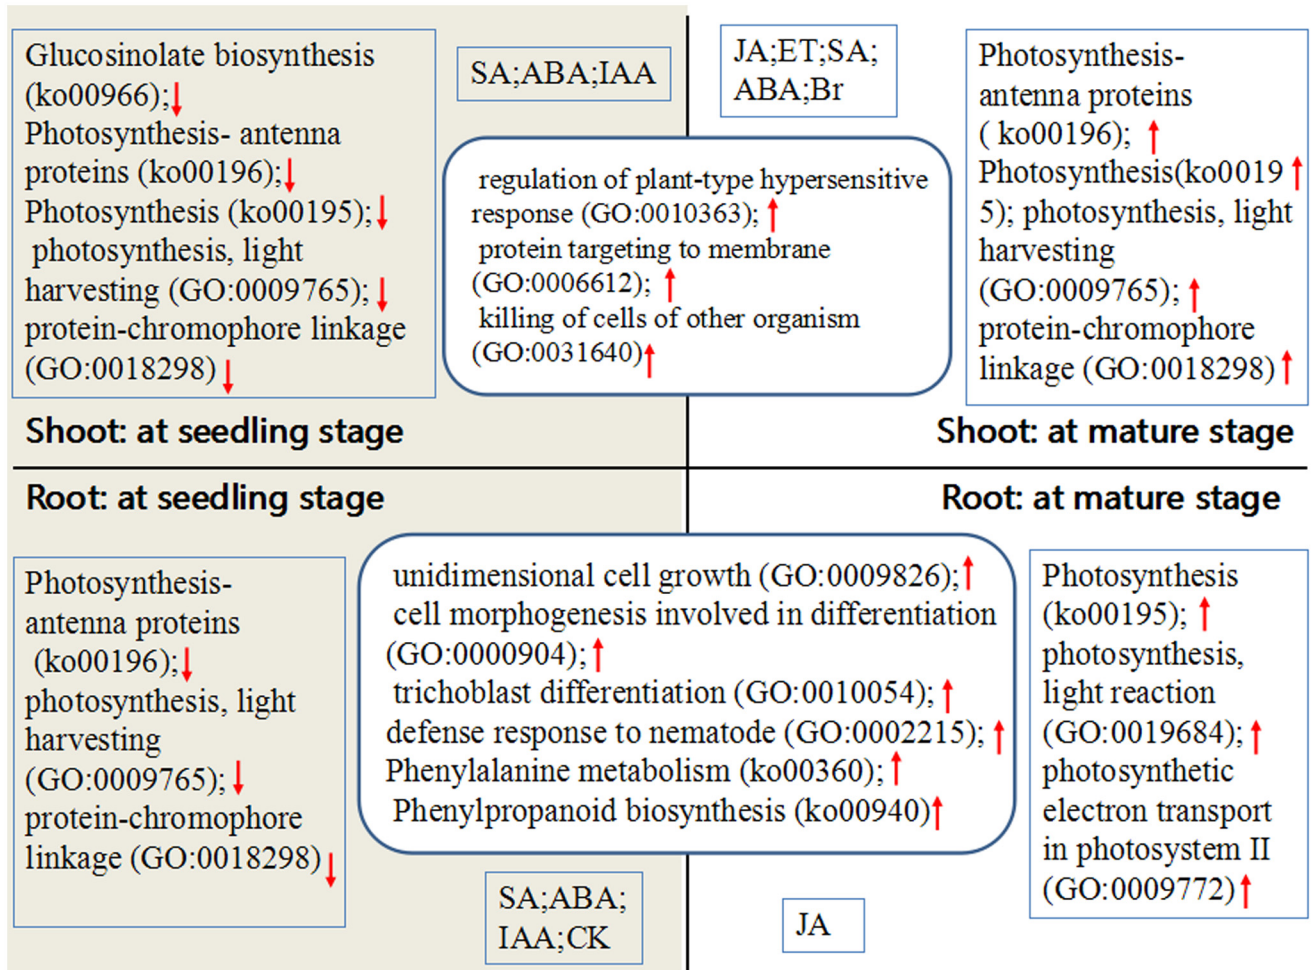 Glucosinolate biosynthesis
(ko00966);
Photosynthesis- antenna
proteins (ko00196);
Photosynthesis (ko00195);
photosynthesis, light
harvesting (GO:0009765);
protein-chromophore linkage
(GO:0018298)
SA;ABA;IAA
JA;ET;SA;
ABA;Br
Photosynthesis-
antenna proteins
( ko00196);
Photosynthesis(ko0019
5); photosynthesis, light
harvesting
(GO:0009765);
protein-chromophore
linkage (GO:0018298)
regulation of plant-type hypersensitive
response (GO:0010363);
protein targeting to membrane
(GO:0006612);
killing of cells of other organism
(GO:0031640)
Shoot: at seedling stage
Shoot: at mature stage
Root: at seedling stage
Root: at mature stage
Photosynthesis-
antenna proteins
(ko00196);
photosynthesis, light
harvesting
(GO:0009765);
protein-chromophore
linkage (GO:0018298)
unidimensional cell growth (GO:0009826);
cell morphogenesis involved in differentiation
(GO:0000904);
trichoblast differentiation (GO:0010054);
defense response to nematode (GO:0002215);
Phenylalanine metabolism (ko00360);
Phenylpropanoid biosynthesis (ko00940)
Photosynthesis
(ko00195);
photosynthesis,
light reaction
(GO:0019684);
photosynthetic
electron transport
in photosystem II
(GO:0009772)
SA;ABA;
IAA;CK
JA